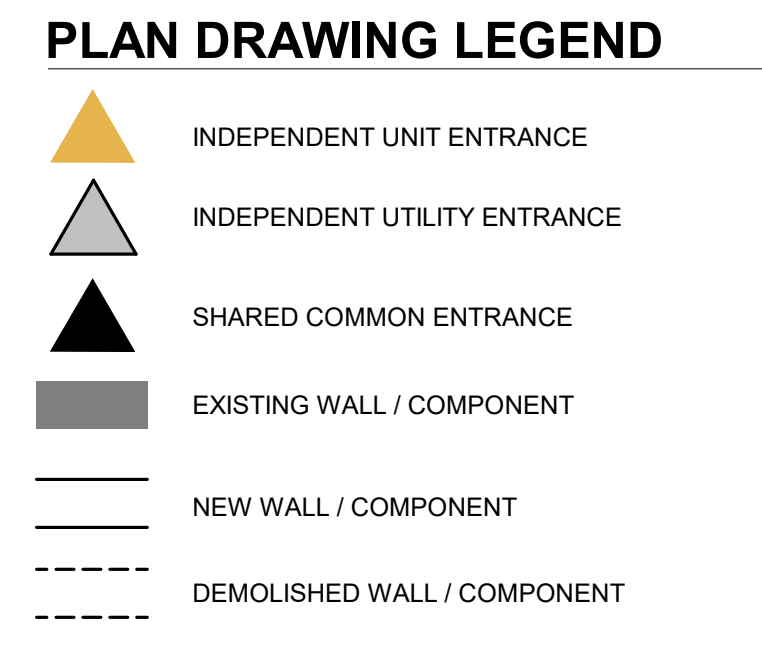 PLAN DRAWING LEGEND
INDEPENDENT UNIT ENTRANCE
INDEPENDENT UTILITY ENTRANCE
SHARED COMMON ENTRANCE
EXISTING WALL / COMPONENT
NEW WALL / COMPONENT
DEMOLISHED WALL / COMPONENT